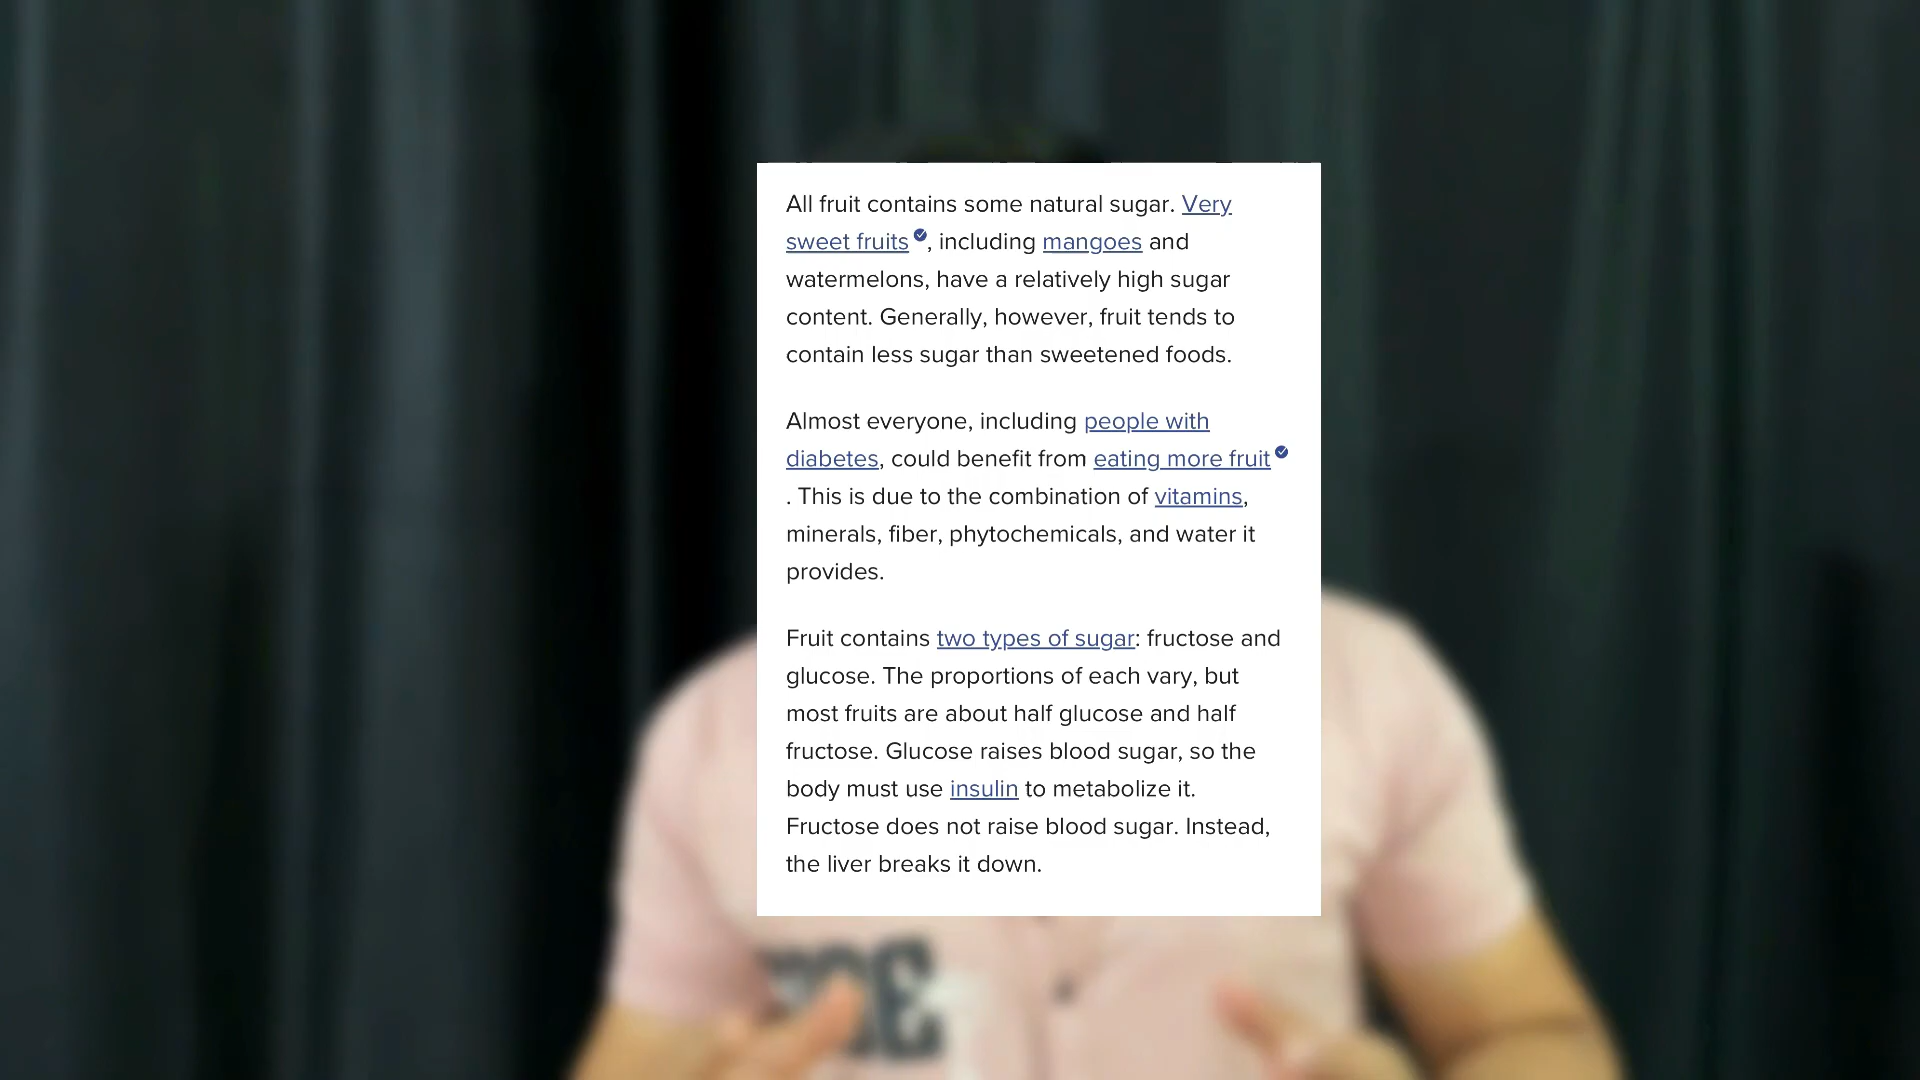 All fruit contains some natural sugar. Very
sweet fruits, including mangoes and
watermelons, have a relatively high sugar
content. Generally, however, fruit tends to
contain less sugar than sweetened foods.
Almost everyone, including people with
diabetes, could benefit from eating more fruit
. This is due to the combination of vitamins,
minerals, fiber, phytochemicals, and water it
provides.
Fruit contains two types of sugar: fructose and
glucose. The proportions of each vary, but
most fruits are about half glucose and half
fructose. Glucose raises blood sugar, so the
body must use insulin to metabolize it.
Fructose does not raise blood sugar. Instead,
the liver breaks it down.